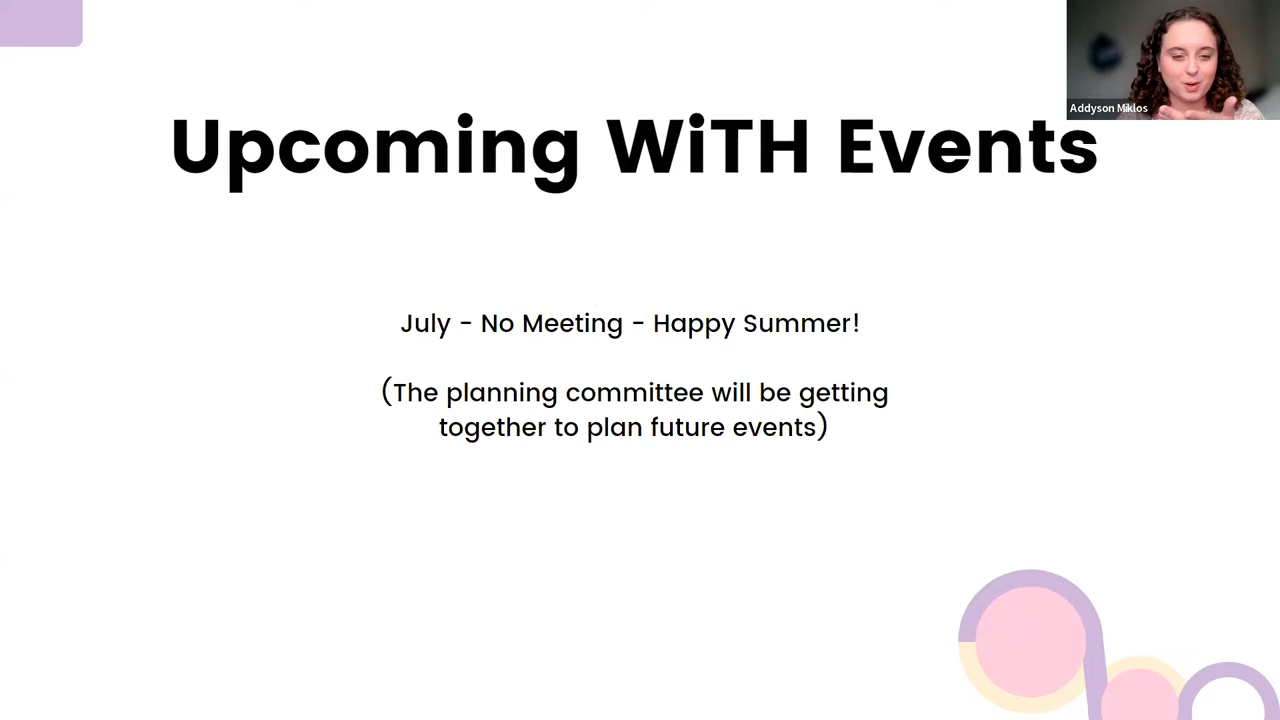 Addyson Miklos
Upcoming WiTH Events
July - No Meeting - Happy Summer!
(The planning committee will be getting
together to plan future events)